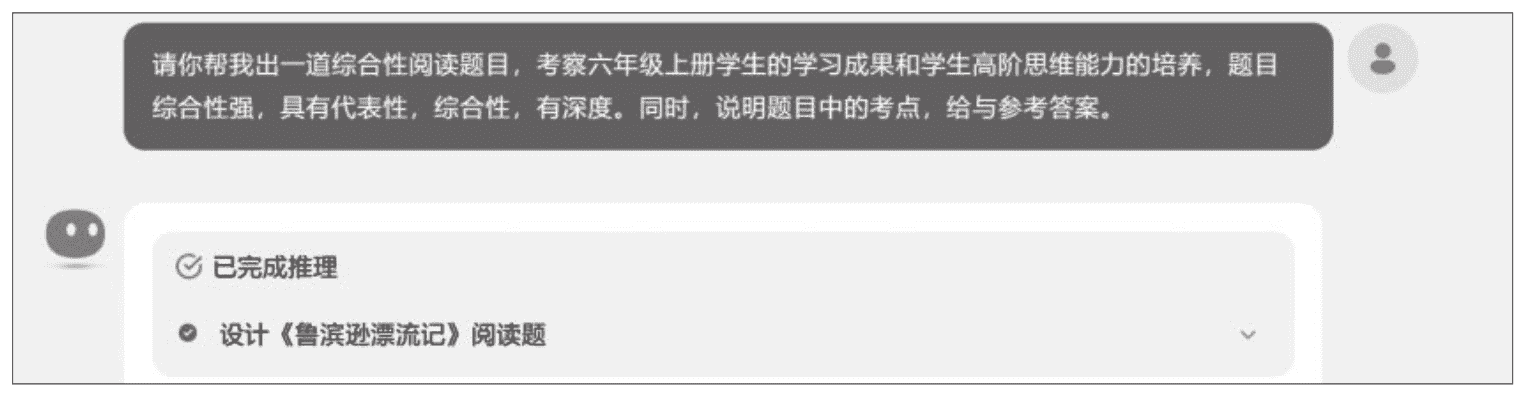 请你帮我出一道综合性阅读题目，考察六年级上册学生的学习成果和学生高阶思维能力的培养，题目
综合性强，具有代表性，综合性，有深度。同时，说明题目中的考点，给与参考答案。
已完成推理
设计《鲁滨逊漂流记》阅读题